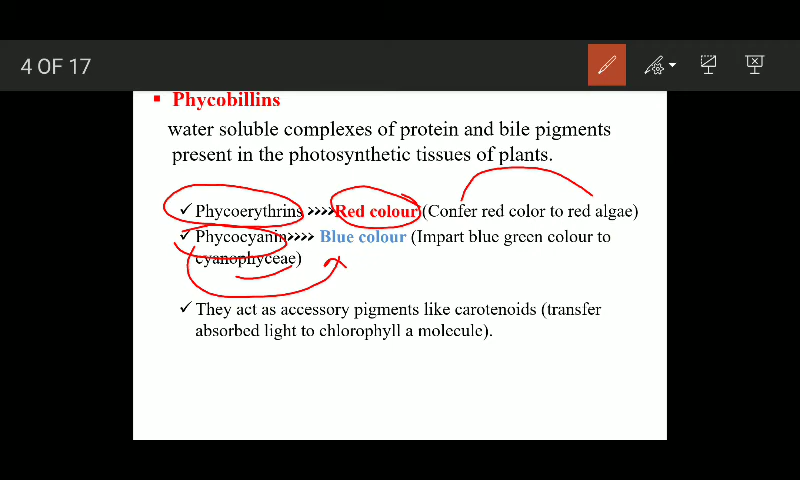 4 OF 17
▪ Phycobillins
water soluble complexes of protein and bile pigments
present in the photosynthetic tissues of plants.
✓ Phycoerythrins »»Red colour (Confer red color to red algae)
✓ Phycocyanin»» Blue colour (Impart blue green colour to
cyanophyceae)
✓ They act as accessory pigments like carotenoids (transfer
absorbed light to chlorophyll a molecule).